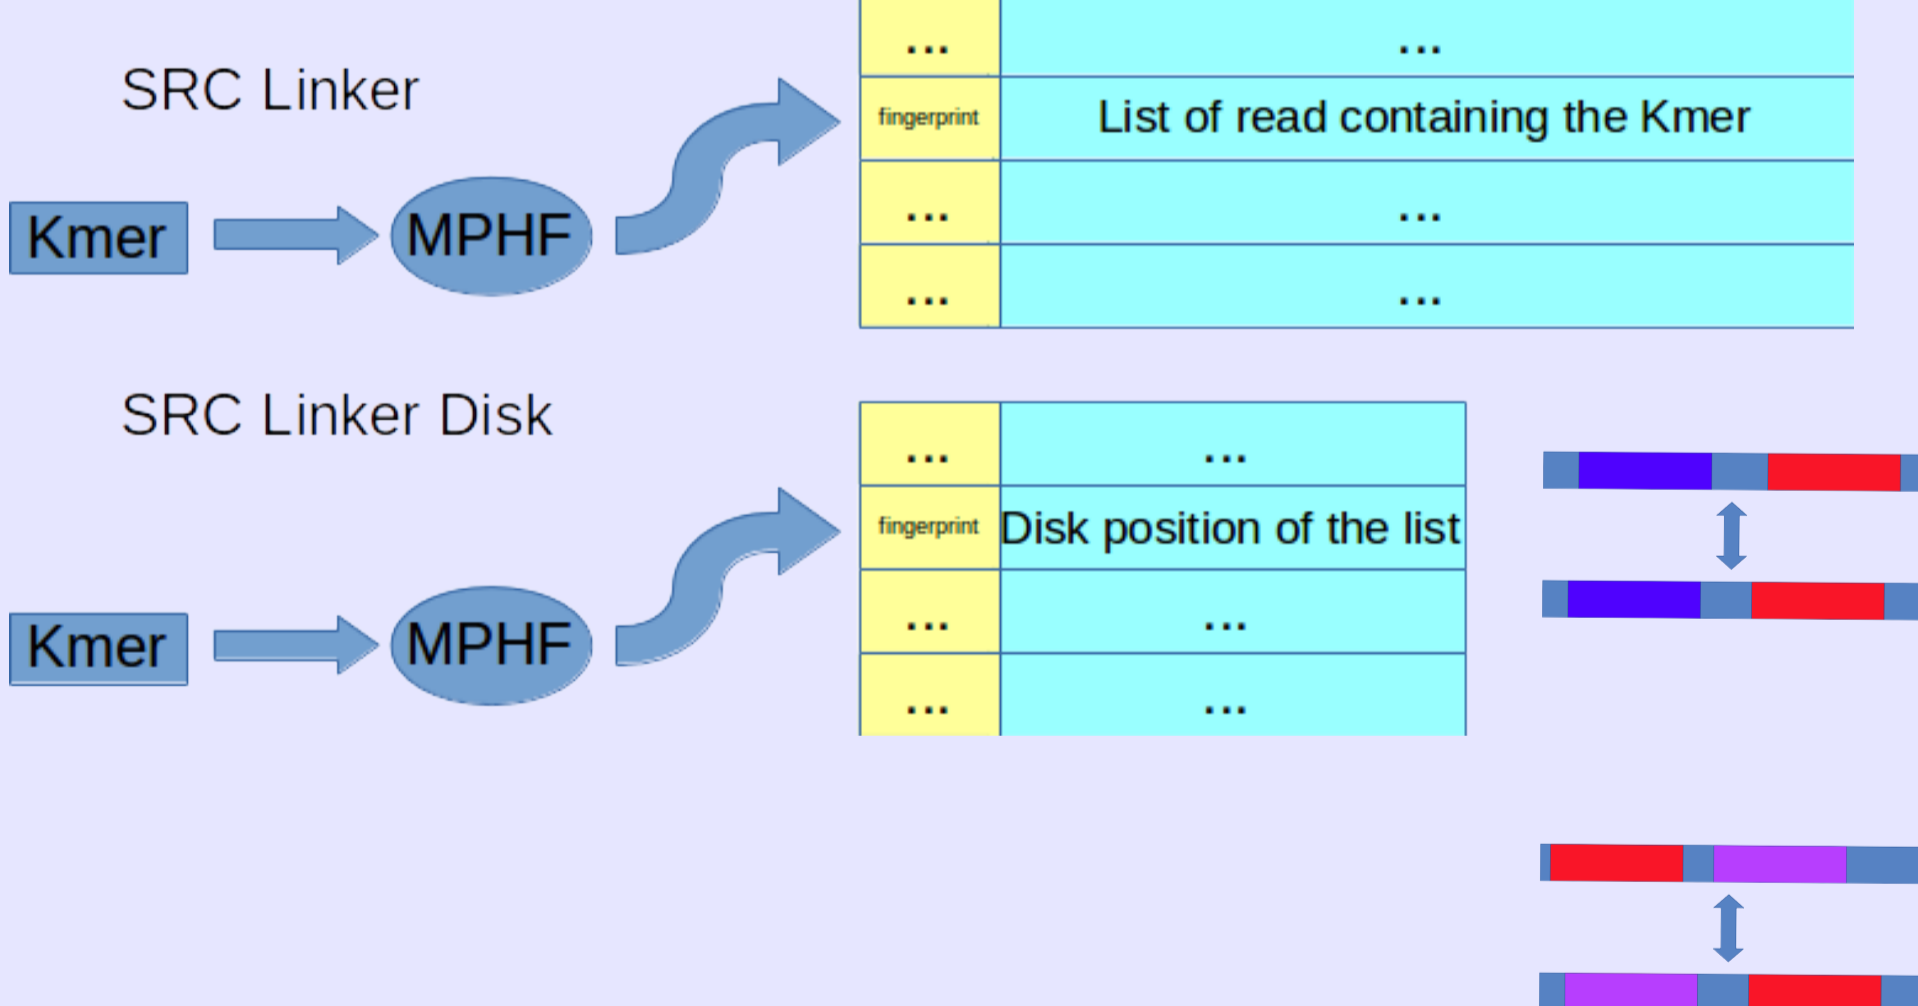 SRC Linker
Kmer
MPHF
... ...
fingerprint List of read containing the Kmer
... ...
... ...
SRC Linker Disk
Kmer
MPHF
... ...
fingerprint Disk position of the list
... ...
... ...